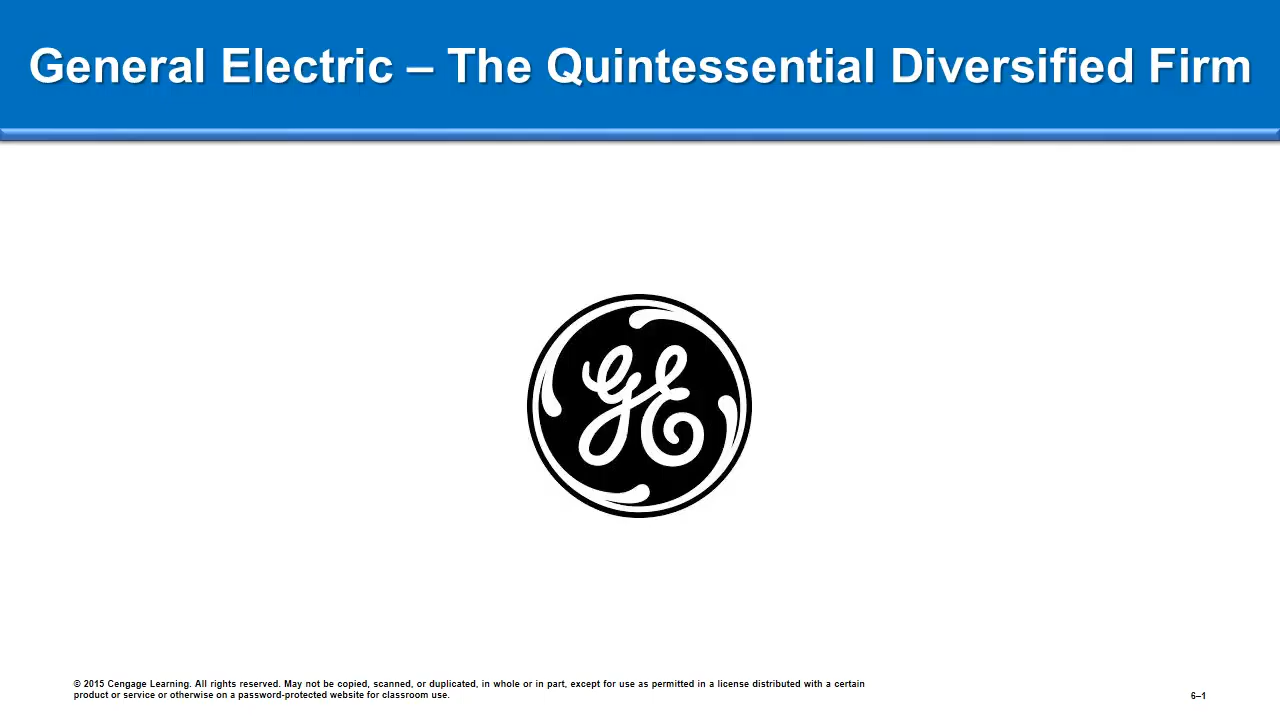 General Electric – The Quintessential Diversified Firm
GE
© 2015 Cengage Learning. All rights reserved. May not be copied, scanned, or duplicated, in whole or in part, except for use as permitted in a license distributed with a certain
product or service or otherwise on a password-protected website for classroom use.
6–1